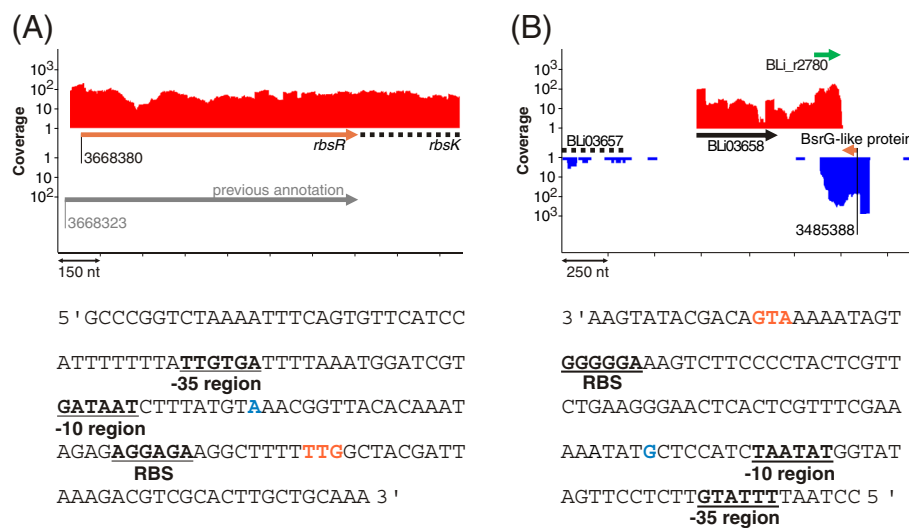 (A)
Coverage
10³
10²
10
1
rbsR
rbsK
3668380
1
10
10²
previous annotation
3668323
150 nt
5'GCCCGGTCTAAAATTTCAGTGTTCATCC
ATTTTTTTATTGTGATTTTAAATGGATCGT
-35 region
GATAATCTTTATGTAAACGGTTACACAAAT
-10 region
AGAGAGGAGAAGGCTTTTTTGGCTACGATT
RBS
AAAGACGTCGCACTTGCTGCAAA 3'
(B)
Coverage
10³
10²
10
1
BLi_r2780
BLi03657
BLi03658
BsrG-like protein
1
10
10²
10³
3485388
250 nt
3'AAGTATACGACAGTAAAAATAGT
GGGGGAAAGTCTTCCCCTACTCGTT
RBS
CTGAAGGGAACTCACTCGTTTCGAA
AAATATGCTCCATCTAATATGGTAT
-10 region
AGTTCCTCTTGTATTTTAATCC 5'
-35 region